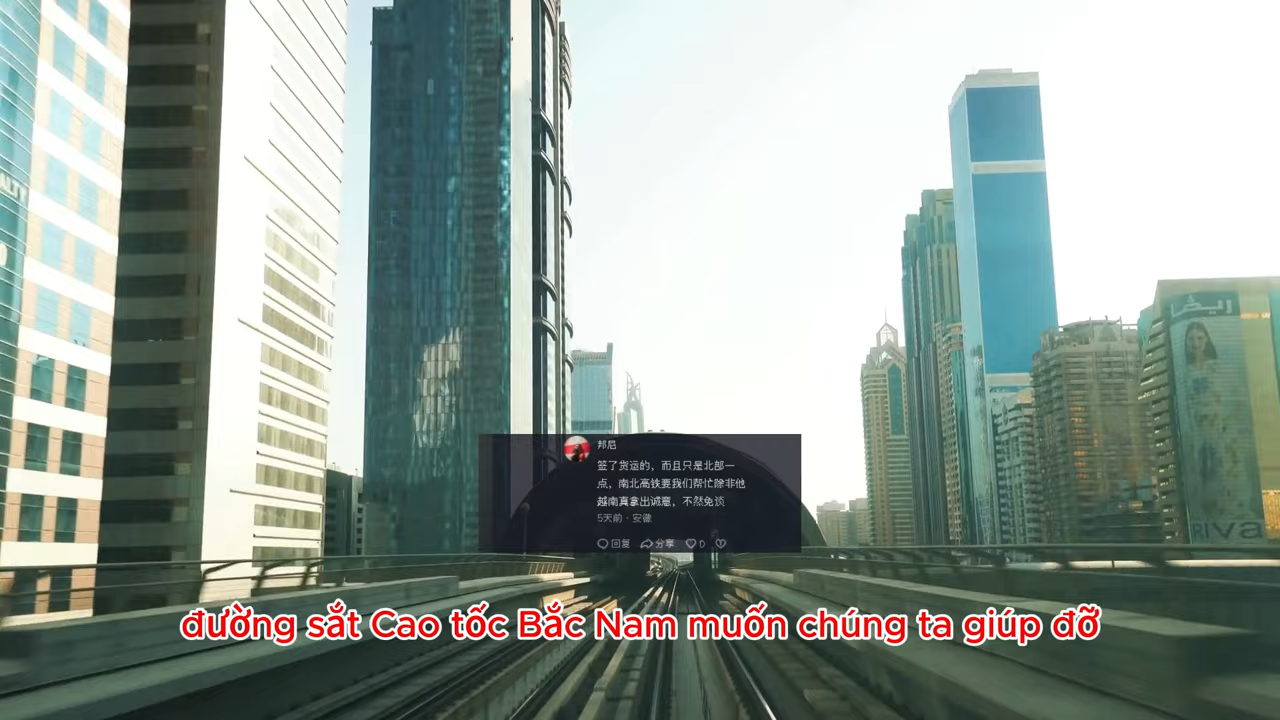 邦尼
签了货运的，而且只是北部一
点，南北高铁要我们帮忙除非他
越南真拿出诚意，不然免谈
5天前 · 安徽
回复 分享 0
RIVA
đường sắt Cao tốc Bắc Nam muốn chúng ta giúp đỡ